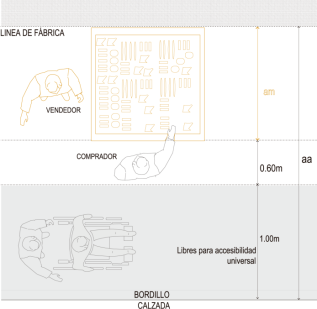 LINEA DE FÁBRICA
am
VENDEDOR
COMPRADOR
aa
0.60m
1.00m
Libres para accesibilidad
universal
BORDILLO
CALZADA